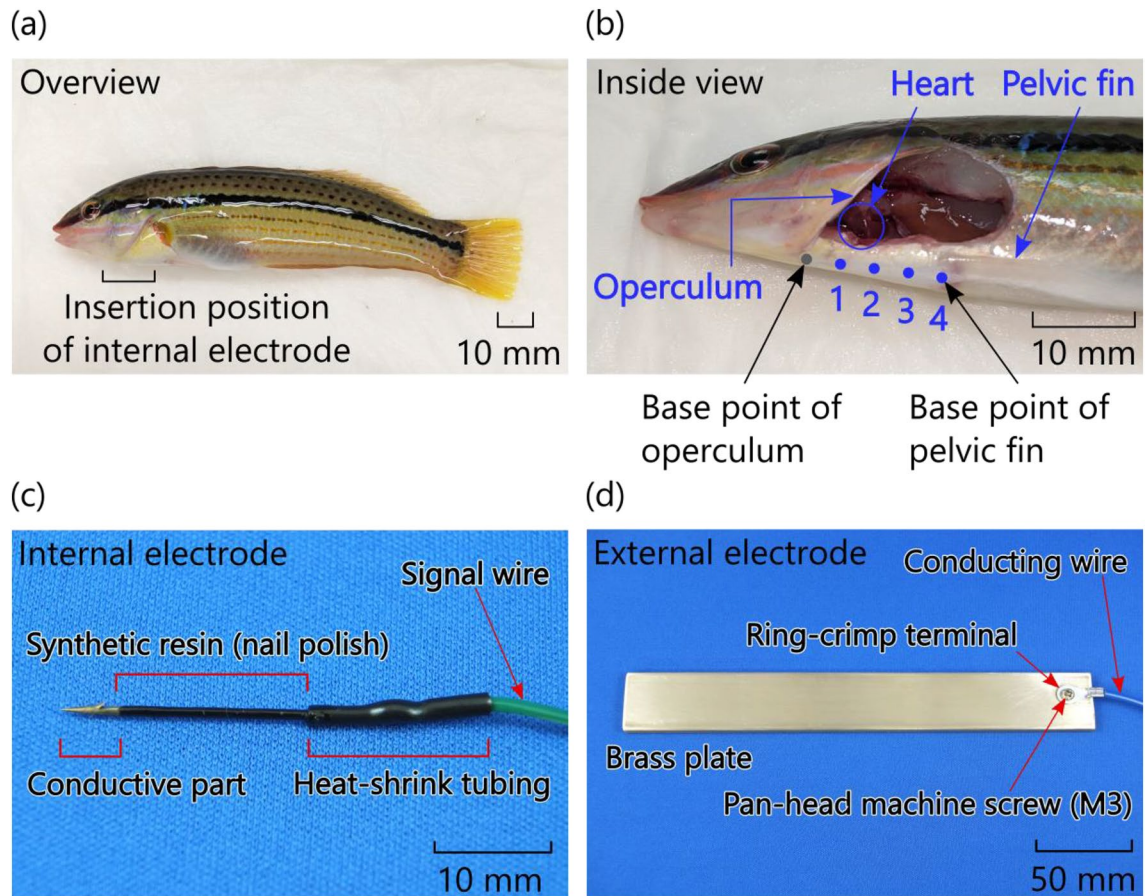 (a)
Overview
Insertion position
of internal electrode
10 mm
(b)
Inside view
Heart
Pelvic fin
Operculum
1
2
3
4
10 mm
Base point of
operculum
Base point of
pelvic fin
(c)
Internal electrode
Signal wire
Synthetic resin (nail polish)
Conductive part
Heat-shrink tubing
10 mm
(d)
External electrode
Conducting wire
Ring-crimp terminal
Brass plate
Pan-head machine screw (M3)
50 mm